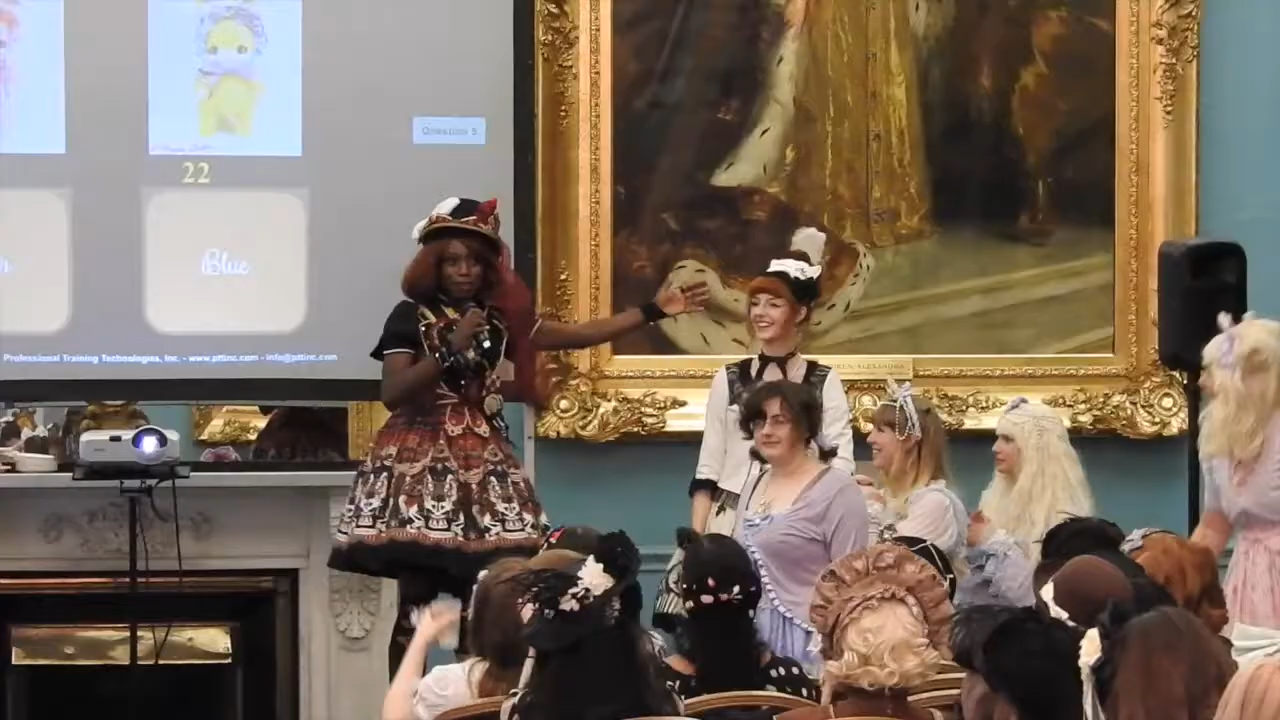 Question 5
22
Blue
Professional Training Technologies, Inc. - www.pttinc.com - info@pttinc.com